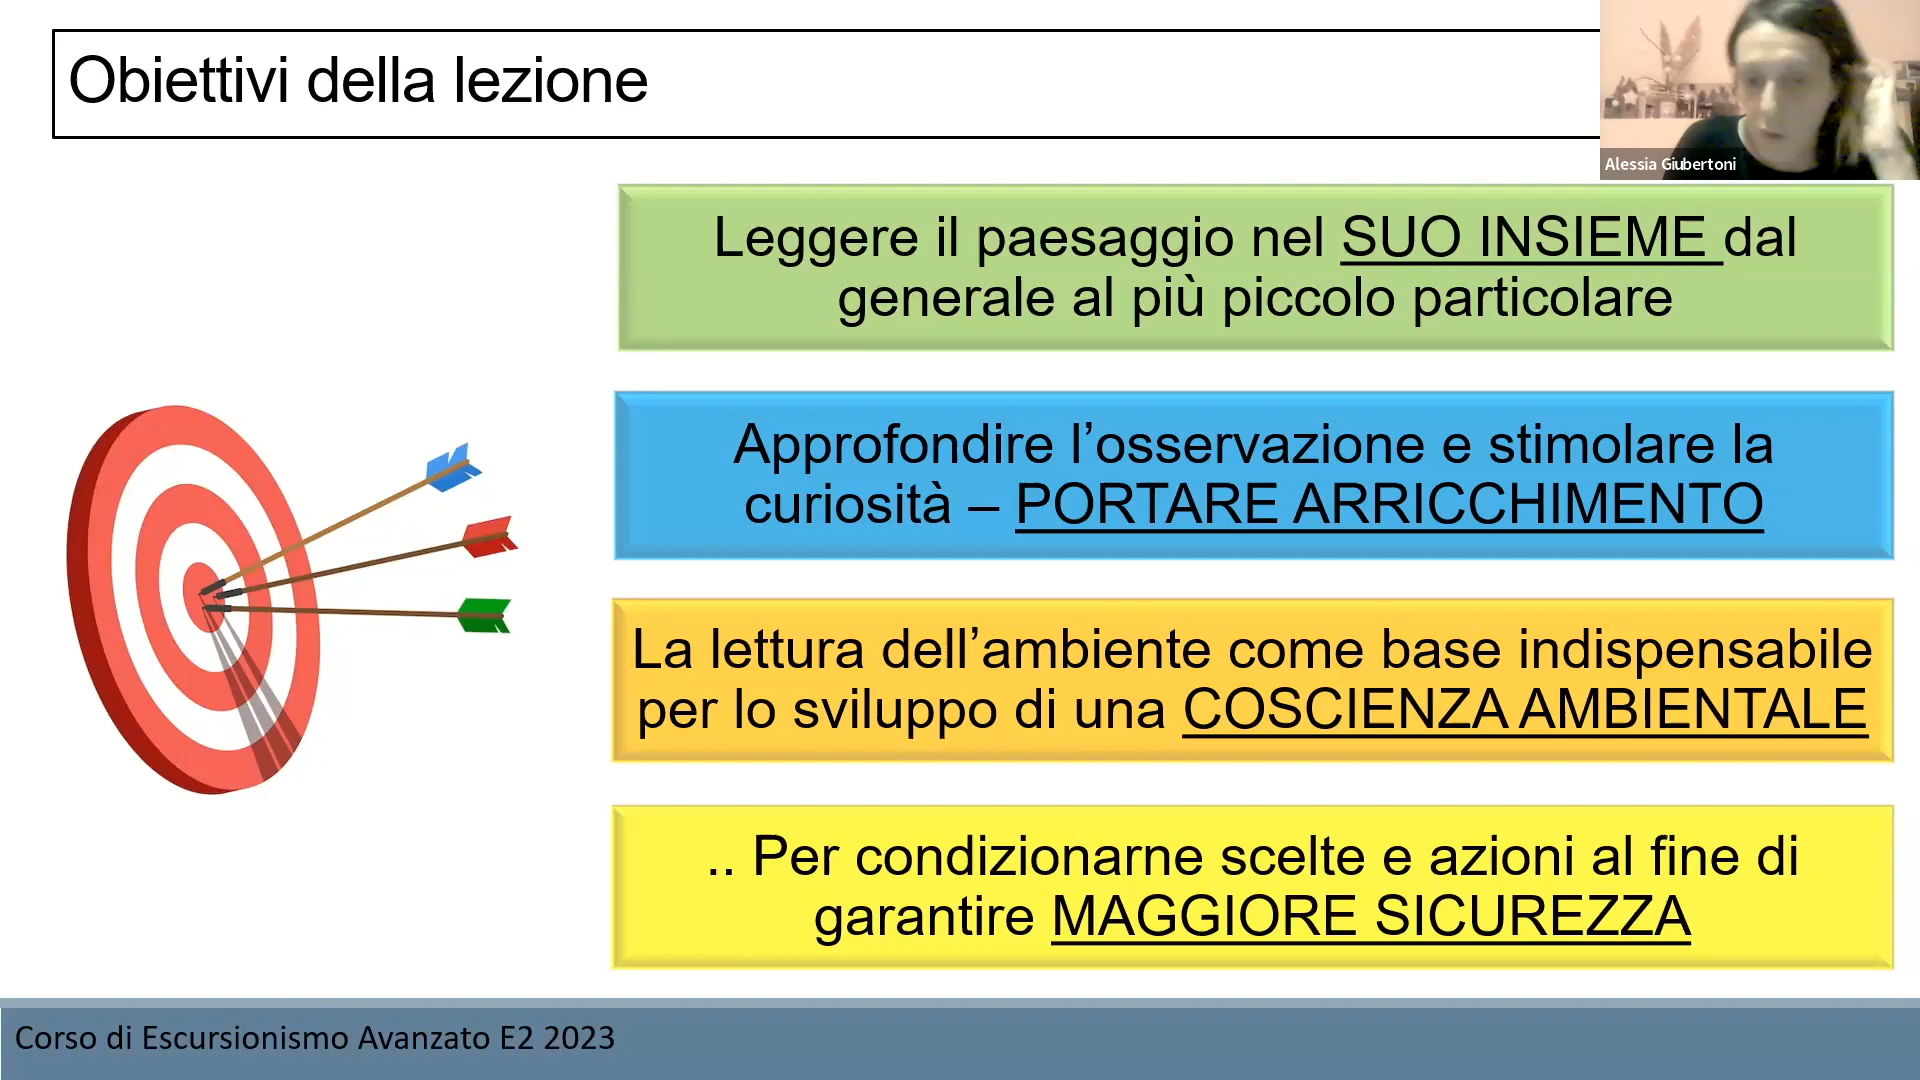 Obiettivi della lezione
Alessia Giubertoni
Leggere il paesaggio nel SUO INSIEME dal
generale al più piccolo particolare
Approfondire l’osservazione e stimolare la
curiosità – PORTARE ARRICCHIMENTO
La lettura dell’ambiente come base indispensabile
per lo sviluppo di una COSCIENZA AMBIENTALE
.. Per condizionarne scelte e azioni al fine di
garantire MAGGIORE SICUREZZA
Corso di Escursionismo Avanzato E2 2023